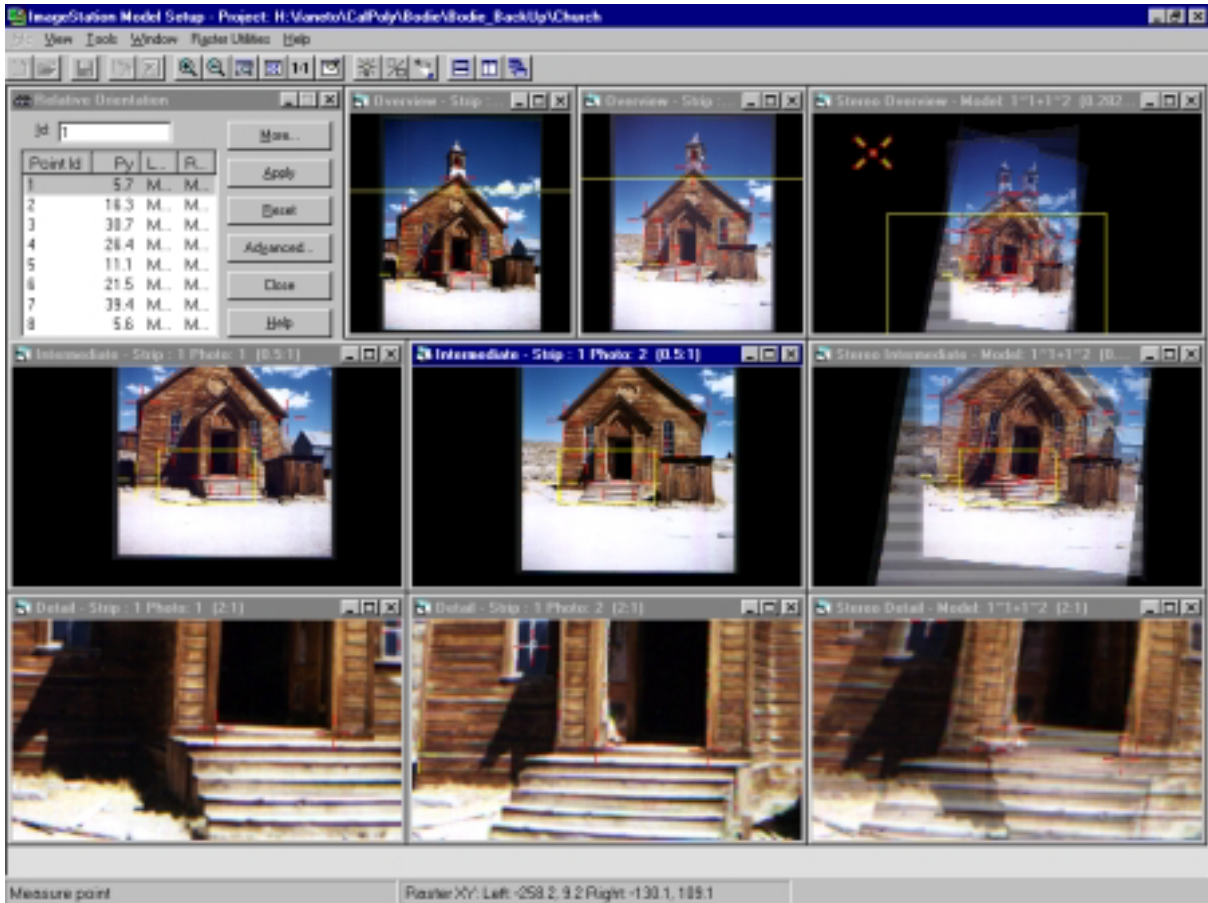 ImageStation Model Setup - Project: H:\Vaneto\CalPoly\Bodie\Bodie_BackUp\Church
View Tools Window Raster Utilities Help
1:1
Relative Orientation
Id: 1
More...
Point Id Py L... R...
1 5.7 M... M...
2 16.3 M... M...
3 30.7 M... M...
4 26.4 M... M...
5 11.1 M... M...
6 21.5 M... M...
7 39.4 M... M...
8 5.6 M... M...
Apply
Reset
Advanced...
Close
Help
Overview - Strip :...
Overview - Strip :...
Stereo Overview - Model: 1^1+1^2 (0.202...
Intermediate - Strip : 1 Photo: 1 (0.5:1)
Intermediate - Strip : 1 Photo: 2 (0.5:1)
Stereo Intermediate - Model: 1^1+1^2 (0....
Detail - Strip : 1 Photo: 1 (2:1)
Detail - Strip : 1 Photo: 2 (2:1)
Stereo Detail - Model: 1^1+1^2 (2:1)
Measure point
Raster XY: Left: -258.2, 9.2 Right: -130.1, 109.1